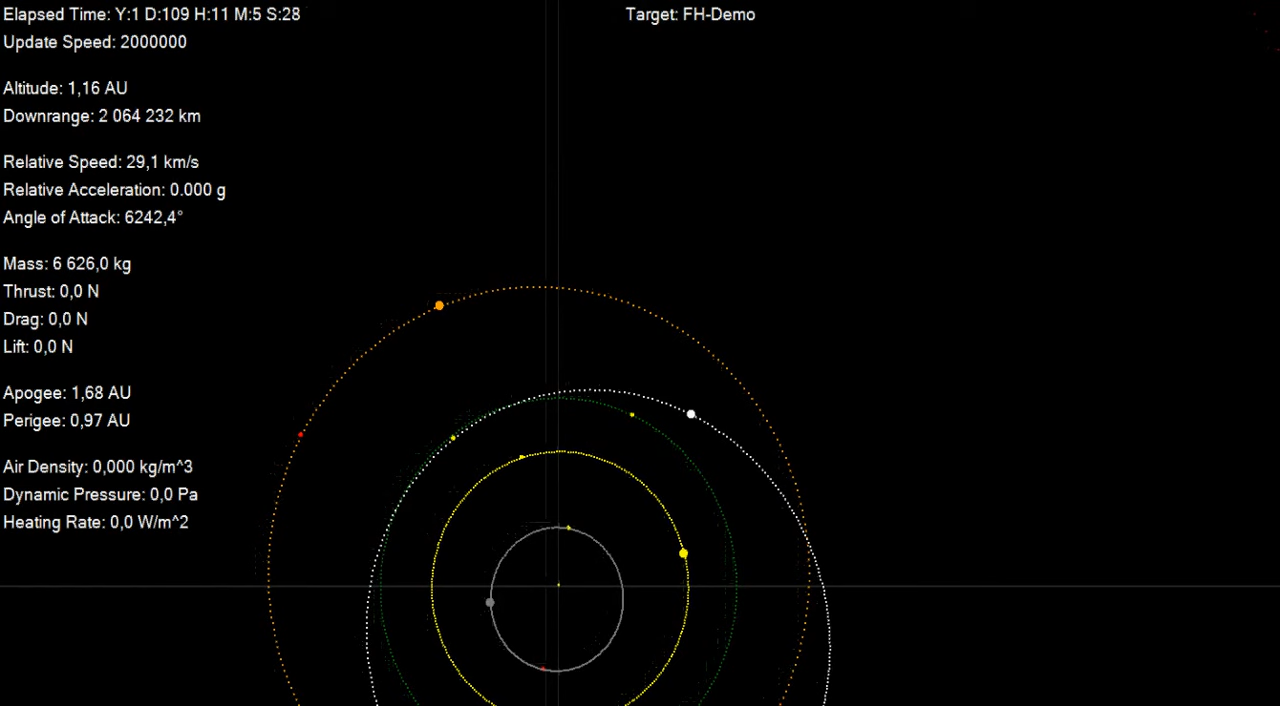 Elapsed Time: Y:1 D:109 H:11 M:5 S:28
Target: FH-Demo
Update Speed: 2000000
Altitude: 1,16 AU
Downrange: 2 064 232 km
Relative Speed: 29,1 km/s
Relative Acceleration: 0.000 g
Angle of Attack: 6242,4°
Mass: 6 626,0 kg
Thrust: 0,0 N
Drag: 0,0 N
Lift: 0,0 N
Apogee: 1,68 AU
Perigee: 0,97 AU
Air Density: 0,000 kg/m^3
Dynamic Pressure: 0,0 Pa
Heating Rate: 0,0 W/m^2